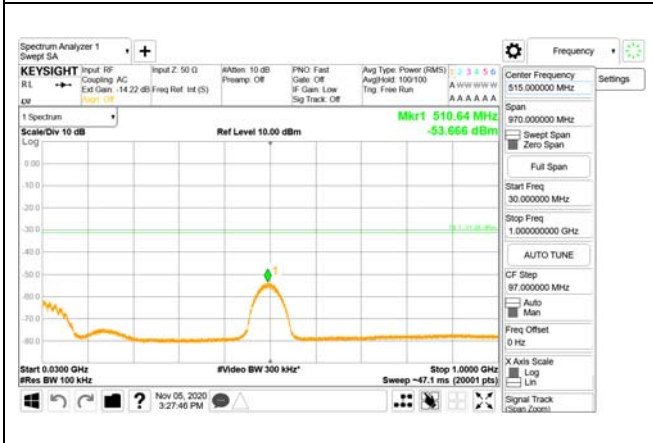 Spectrum Analyzer 1
Swept SA
Frequency
KEYSIGHT
RL
Input: RF
Coupling: AC
Ext Gain: -14.22 dB
Align: Off
Input Z: 50 Ω
Freq Ref: Int (S)
#Atten: 10 dB
Preamp: Off
PNO: Fast
Gate: Off
IF Gain: Low
Sig Track: Off
Avg Type: Power (RMS)
Avg|Hold: 100/100
Trig: Free Run
1 2 3 4 5 6
A W W W W W
A A A A A A
Center Frequency
515.000000 MHz
Settings
1 Spectrum
Scale/Div 10 dB
Ref Level 10.00 dBm
Mkr1 510.64 MHz
-53.666 dBm
Log
0.00
-10.0
-20.0
-30.0
-40.0
-50.0
-60.0
-70.0
-80.0
1
Span
970.000000 MHz
Swept Span
Zero Span
Full Span
Start Freq
30.000000 MHz
Stop Freq
1.000000000 GHz
AUTO TUNE
CF Step
97.000000 MHz
Auto
Man
Freq Offset
0 Hz
X Axis Scale
Log
Lin
Signal Track
(Span Zoom)
Start 0.0300 GHz
#Res BW 100 kHz
#Video BW 300 kHz*
Stop 1.0000 GHz
Sweep ~47.1 ms (20001 pts)
Nov 05, 2020
3:27:46 PM